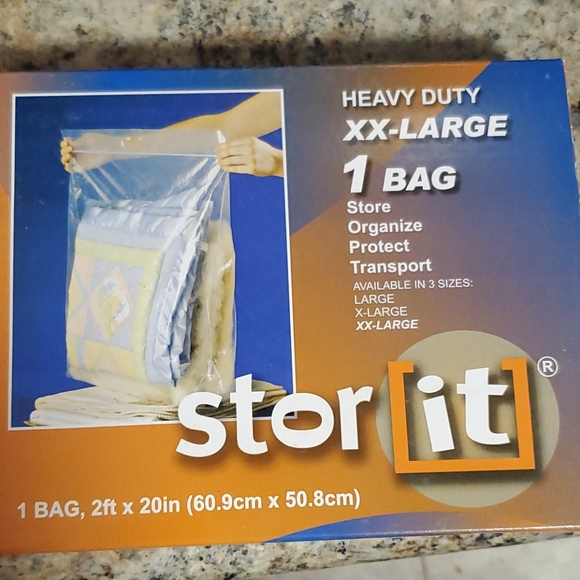 HEAVY DUTY
XX-LARGE
1 BAG
Store
Organize
Protect
Transport
AVAILABLE IN 3 SIZES:
LARGE
X-LARGE
XX-LARGE
stor[it]®
1 BAG, 2ft x 20in (60.9cm x 50.8cm)